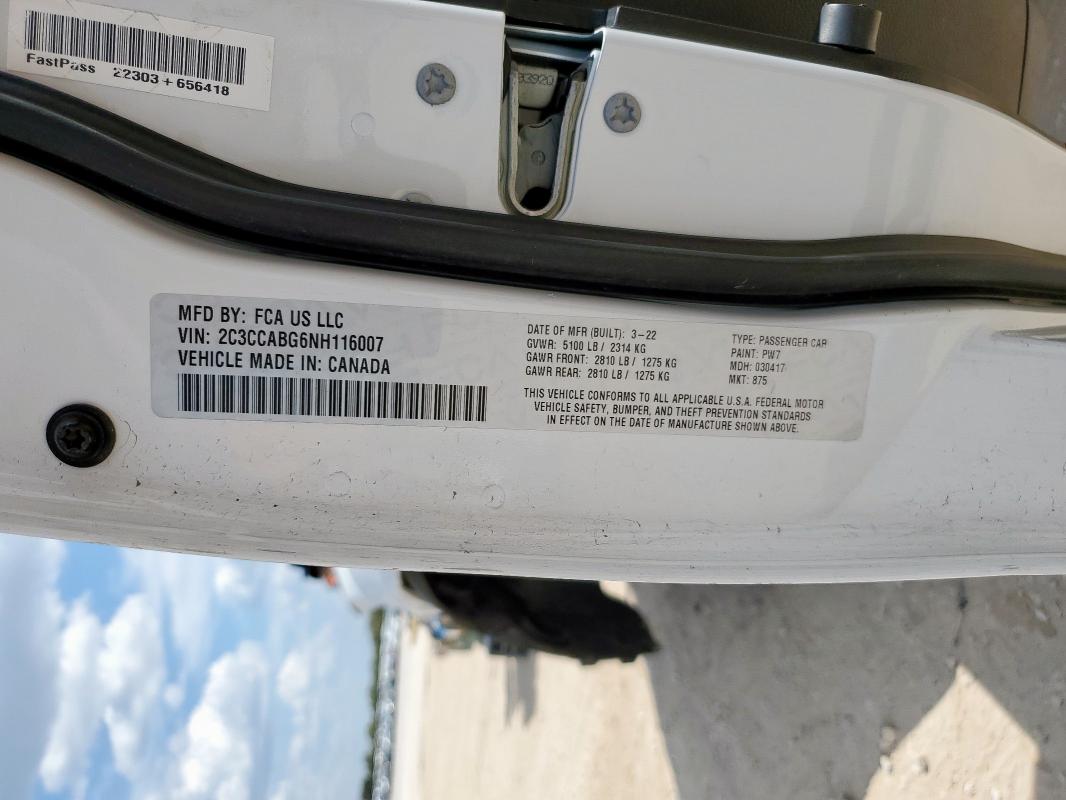 FastPass 22303 + 656418
MFD BY: FCA US LLC
VIN: 2C3CCABG6NH116007
VEHICLE MADE IN: CANADA
DATE OF MFR (BUILT): 3-22
GVWR: 5100 LB / 2314 KG
GAWR FRONT: 2810 LB / 1275 KG
GAWR REAR: 2810 LB / 1275 KG
TYPE: PASSENGER CAR
PAINT: PW7
MDH: 030417
MKT: 875
THIS VEHICLE CONFORMS TO ALL APPLICABLE U.S.A. FEDERAL MOTOR
VEHICLE SAFETY, BUMPER, AND THEFT PREVENTION STANDARDS
IN EFFECT ON THE DATE OF MANUFACTURE SHOWN ABOVE.